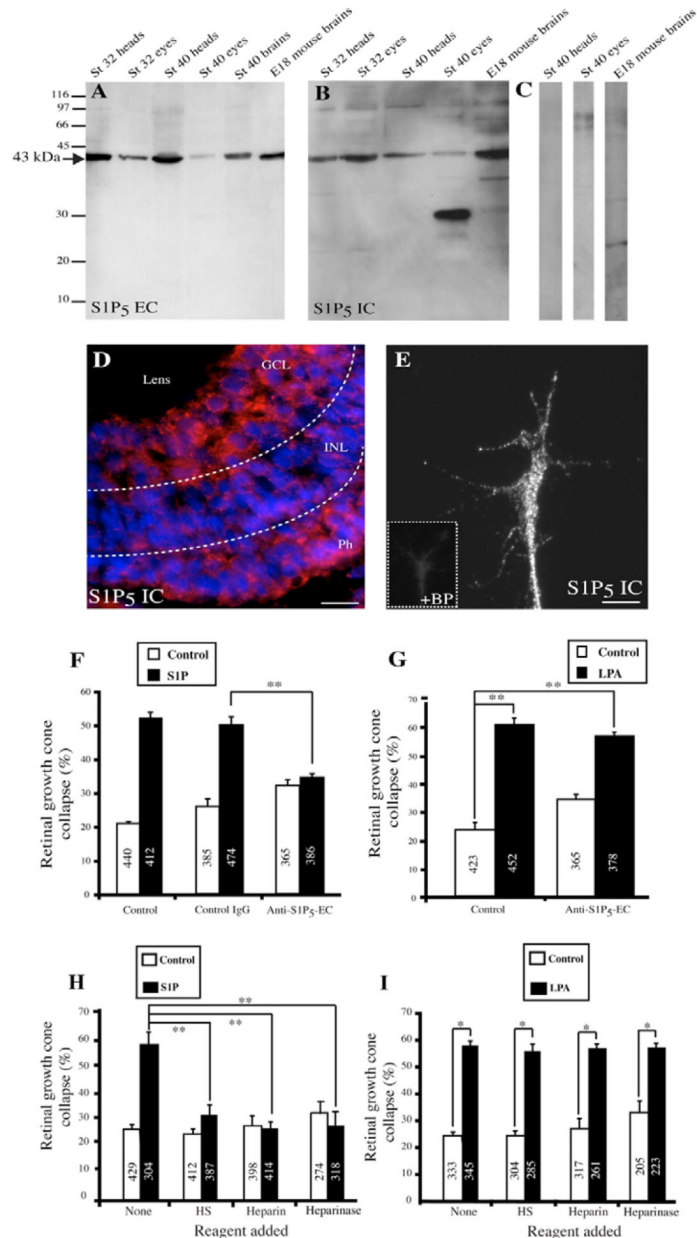 St 32 heads
St 32 eyes
St 40 heads
St 40 eyes
St 40 brains
E18 mouse brains
St 32 heads
St 32 eyes
St 40 heads
St 40 eyes
E18 mouse brains
St 40 heads
St 40 eyes
E18 mouse brains
A
B
C
116
97
66
45
43 kDa
30
20
10
S1P5 EC
S1P5 IC
D
Lens
GCL
INL
Ph
S1P5 IC
E
+BP
S1P5 IC
F
Control
S1P
**
Retinal growth cone
collapse (%)
60
50
40
30
20
10
0
440
412
385
474
365
386
Control
Control IgG
Anti-S1P5-EC
G
Control
LPA
**
**
Retinal growth cone
collapse (%)
70
60
50
40
30
20
10
0
423
452
365
378
Control
Anti-S1P5-EC
H
Control
S1P
**
**
**
Retinal growth cone
collapse (%)
70
60
50
40
30
20
10
0
429
304
412
387
398
414
274
318
None
HS
Heparin
Heparinase
Reagent added
I
Control
LPA
*
*
*
*
Retinal growth cone
collapse (%)
70
60
50
40
30
20
10
0
333
345
304
285
317
261
205
223
None
HS
Heparin
Heparinase
Reagent added